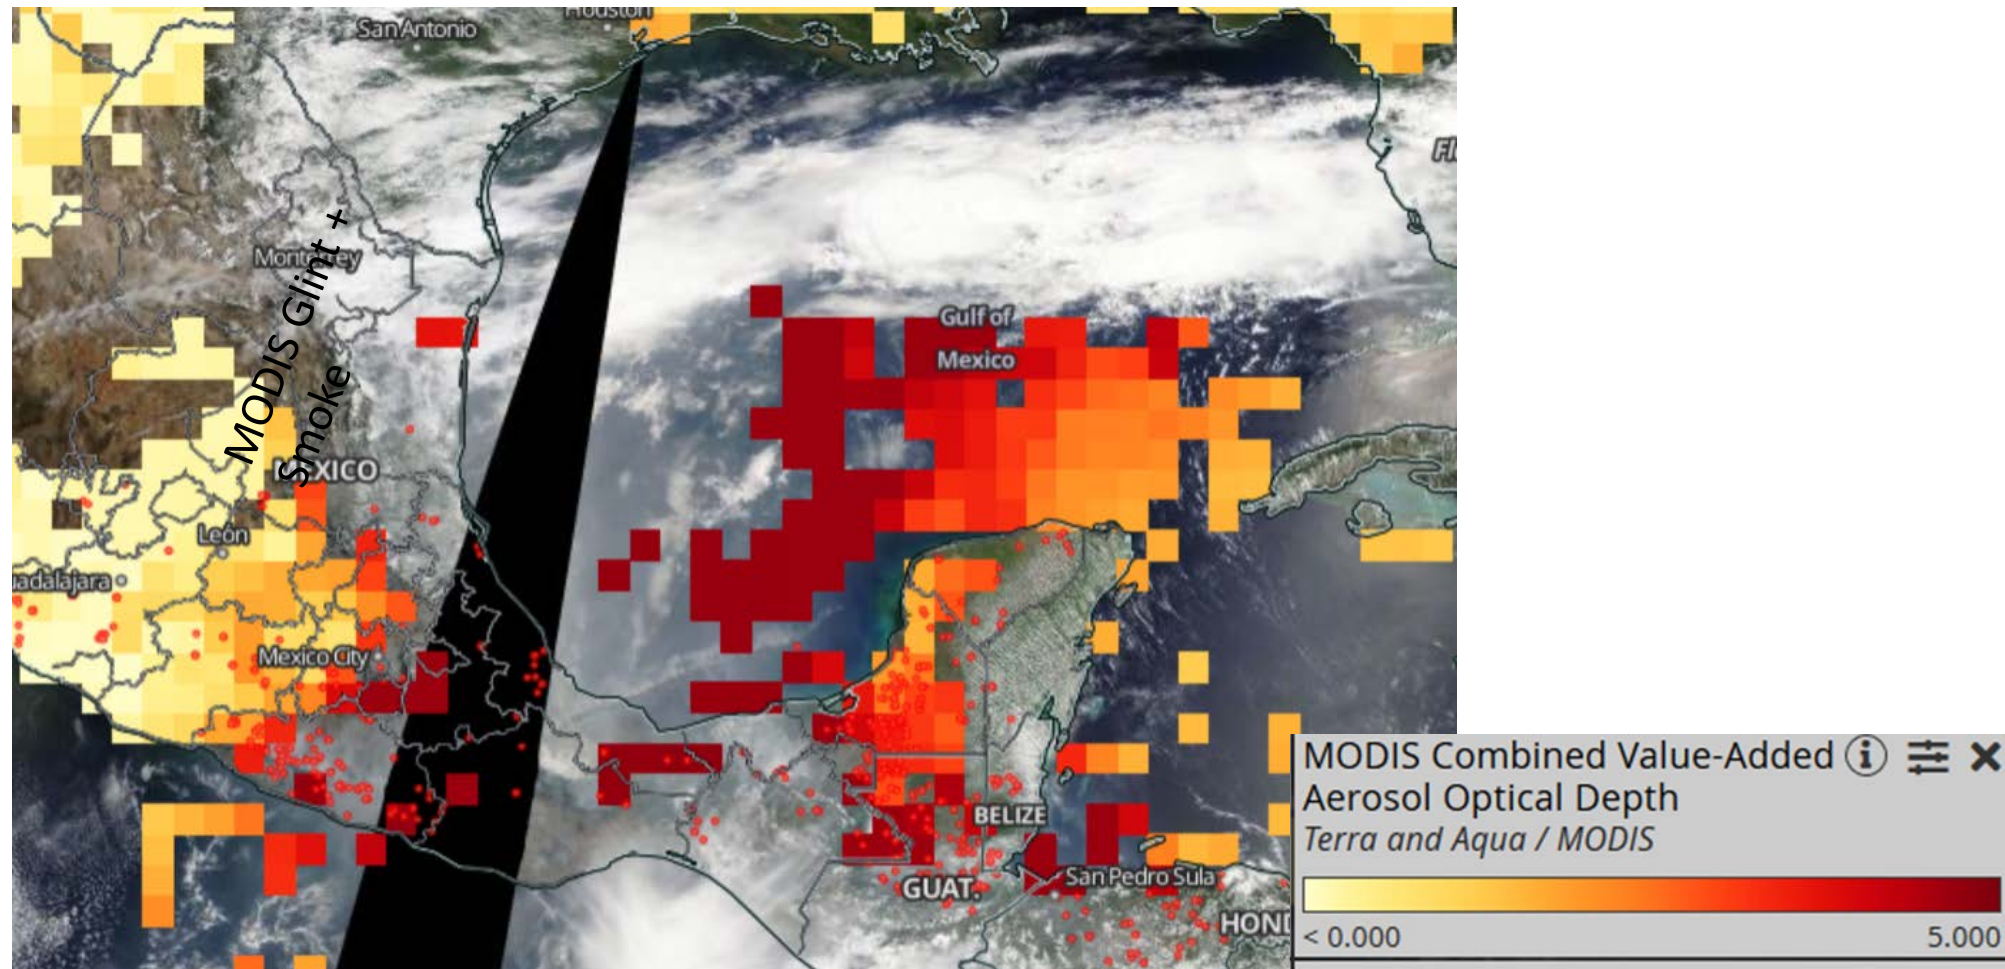 Houston
San Antonio
Fl
Monterrey
MODIS Glint +
Smoke
Gulf of
Mexico
MEXICO
León
uadalajara
Mexico City
BELIZE
GUAT.
San Pedro Sula
HOND
MODIS Combined Value-Added
Aerosol Optical Depth
Terra and Aqua / MODIS
< 0.000 5.000